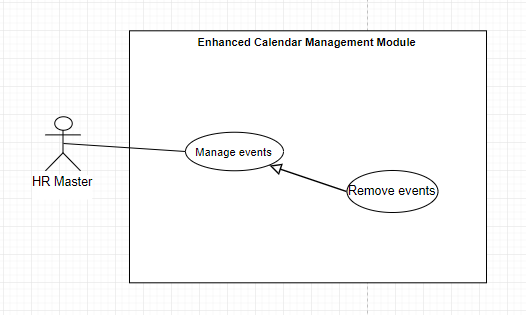 Enhanced Calendar Management Module
Manage events
HR Master
Remove events